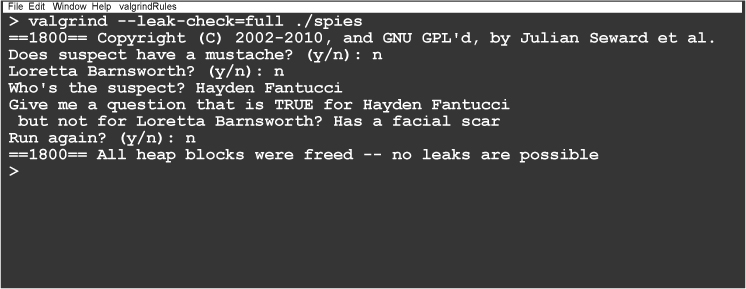 File Edit Window Help valgrindRules
> valgrind --leak-check=full ./spies
==1800== Copyright (C) 2002-2010, and GNU GPL'd, by Julian Seward et al.
Does suspect have a mustache? (y/n): n
Loretta Barnsworth? (y/n): n
Who's the suspect? Hayden Fantucci
Give me a question that is TRUE for Hayden Fantucci
 but not for Loretta Barnsworth? Has a facial scar
Run again? (y/n): n
==1800== All heap blocks were freed -- no leaks are possible
>